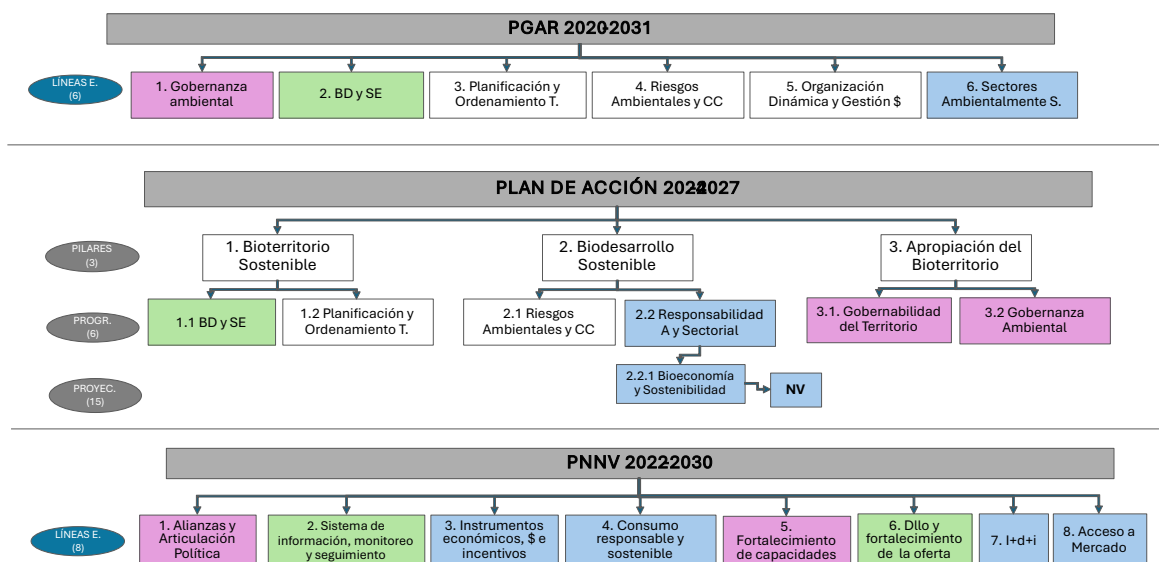 PGAR 2020-2031
LÍNEAS E.
(6)
1. Gobernanza
ambiental
2. BD y SE
3. Planificación y
Ordenamiento T.
4. Riesgos
Ambientales y CC
5. Organización
Dinámica y Gestión $
6. Sectores
Ambientalmente S.
PLAN DE ACCIÓN 2024-2027
PILARES
(3)
1. Bioterritorio
Sostenible
2. Biodesarrollo
Sostenible
3. Apropiación del
Bioterritorio
PROGR.
(6)
1.1 BD y SE
1.2 Planificación y
Ordenamiento T.
2.1 Riesgos
Ambientales y CC
2.2 Responsabilidad
A y Sectorial
3.1. Gobernabilidad
del Territorio
3.2 Gobernanza
Ambiental
PROYEC.
(15)
2.2.1 Bioeconomía
y Sostenibilidad
NV
PNNV 2022-2030
LÍNEAS E.
(8)
1. Alianzas y
Articulación
Política
2. Sistema de
información, monitoreo
y seguimiento
3. Instrumentos
económicos, $ e
incentivos
4. Consumo
responsable y
sostenible
5.
Fortalecimiento
de capacidades
6. Dllo y
fortalecimiento
de la oferta
7. I+d+i
8. Acceso a
Mercado